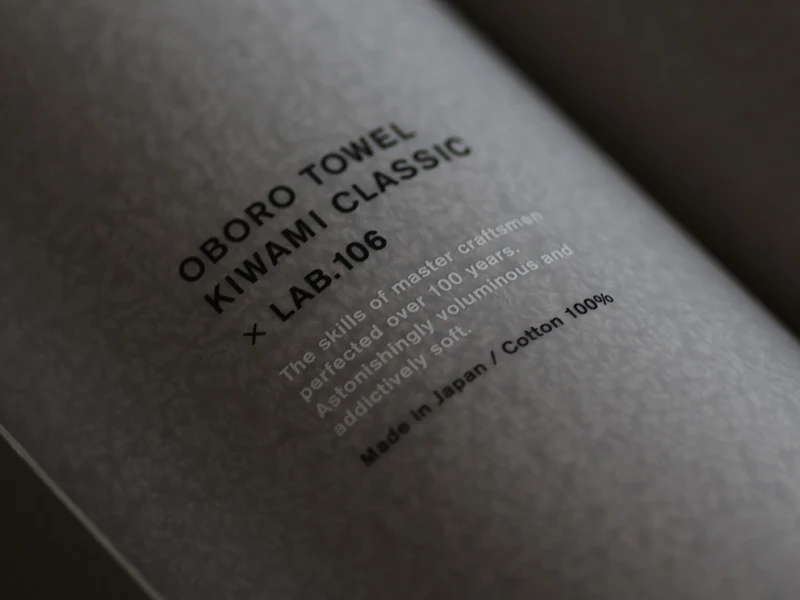 OBORO TOWEL
KIWAMI CLASSIC
× LAB.106
The skills of master craftsmen
perfected over 100 years.
Astonishingly voluminous and
addictively soft.
Made in Japan / Cotton 100%